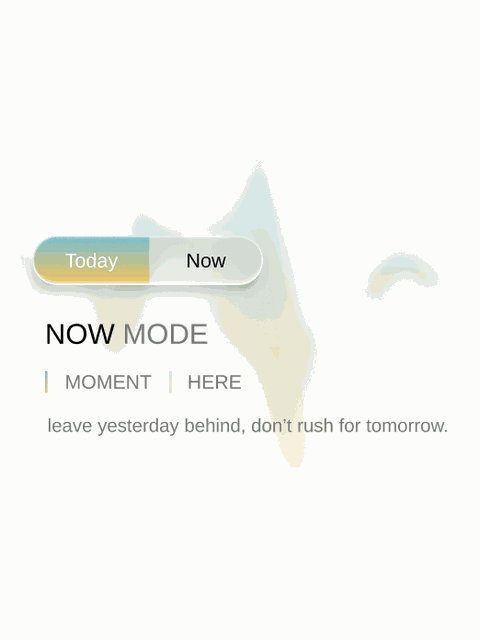 Today Now
NOW MODE
MOMENT HERE
leave yesterday behind, don’t rush for tomorrow.